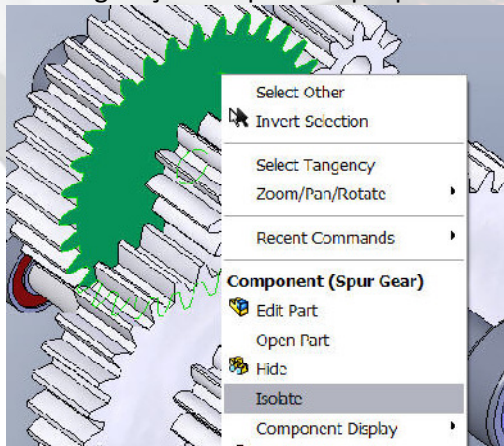 Select Other
Invert Selection
Select Tangency
Zoom/Pan/Rotate
Recent Commands
Component (Spur Gear)
Edit Part
Open Part
Hide
Isolate
Component Display